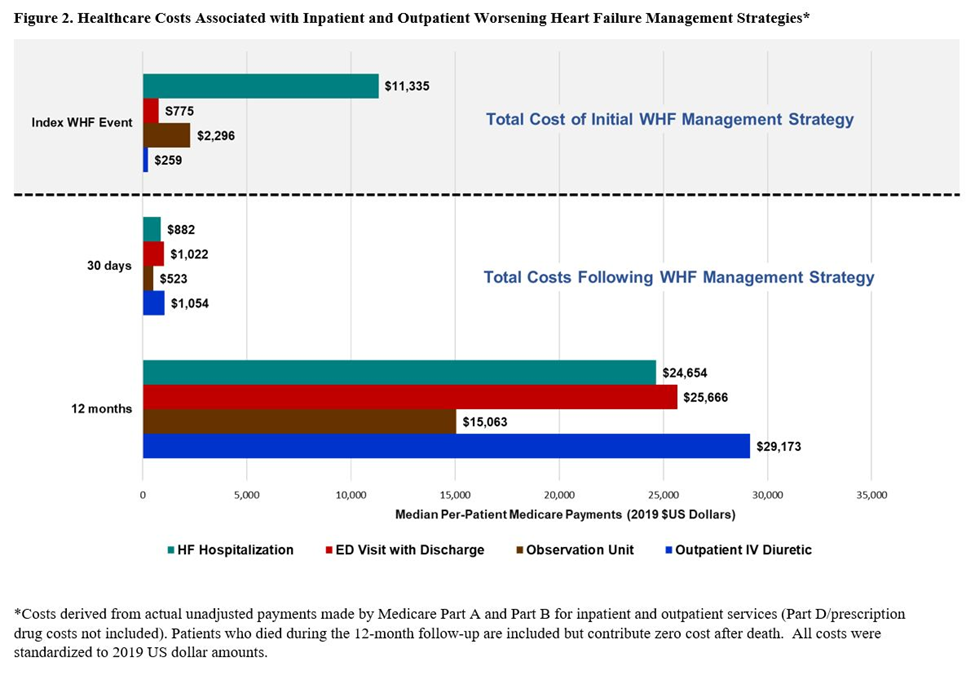 Figure 2. Healthcare Costs Associated with Inpatient and Outpatient Worsening Heart Failure Management Strategies*
$11,335
S775
Index WHF Event
Total Cost of Initial WHF Management Strategy
$2,296
$259
$882
$1,022
30 days
Total Costs Following WHF Management Strategy
$523
$1,054
$24,654
$25,666
12 months
$15,063
$29,173
0 5,000 10,000 15,000 20,000 25,000 30,000 35,000
Median Per-Patient Medicare Payments (2019 $US Dollars)
HF Hospitalization ED Visit with Discharge Observation Unit Outpatient IV Diuretic
*Costs derived from actual unadjusted payments made by Medicare Part A and Part B for inpatient and outpatient services (Part D/prescription
drug costs not included). Patients who died during the 12-month follow-up are included but contribute zero cost after death. All costs were
standardized to 2019 US dollar amounts.